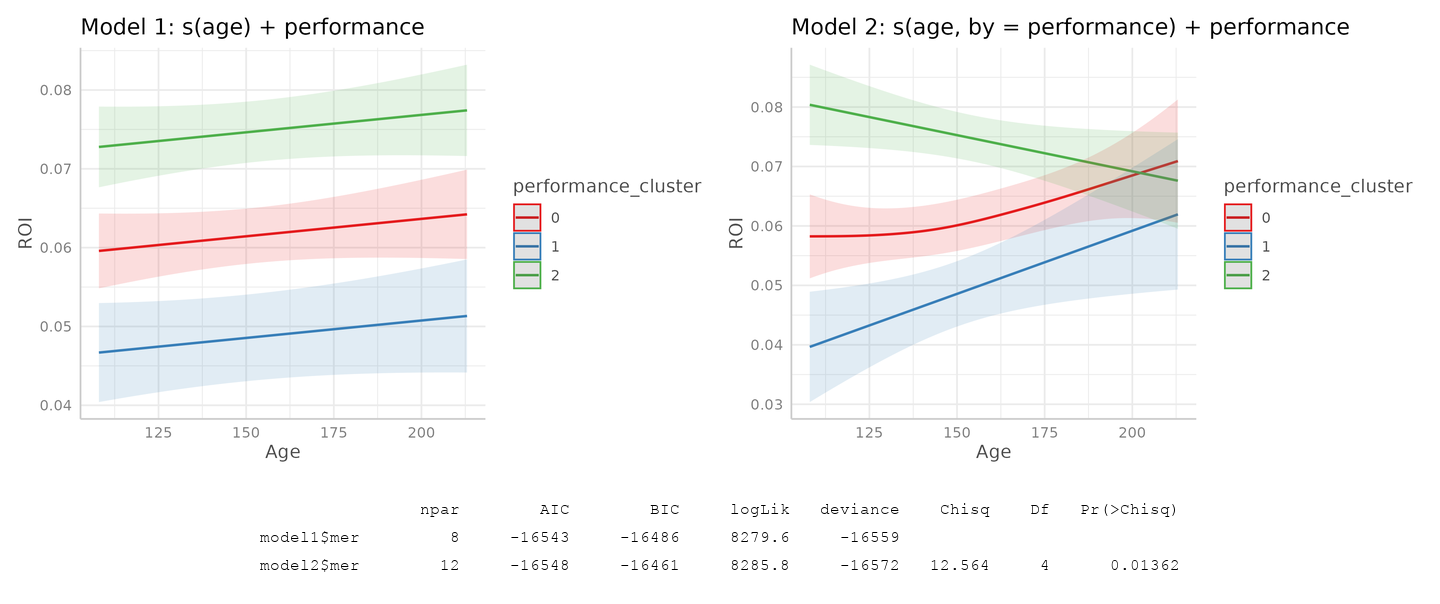 Model 1: s(age) + performance
0.08
0.07
0.06
0.05
0.04
ROI
125 150 175 200
Age
performance_cluster
0
1
2
Model 2: s(age, by = performance) + performance
0.08
0.07
0.06
0.05
0.04
0.03
ROI
125 150 175 200
Age
performance_cluster
0
1
2
npar AIC BIC logLik deviance Chisq Df Pr(>Chisq)
model1$mer 8 -16543 -16486 8279.6 -16559
model2$mer 12 -16548 -16461 8285.8 -16572 12.564 4 0.01362